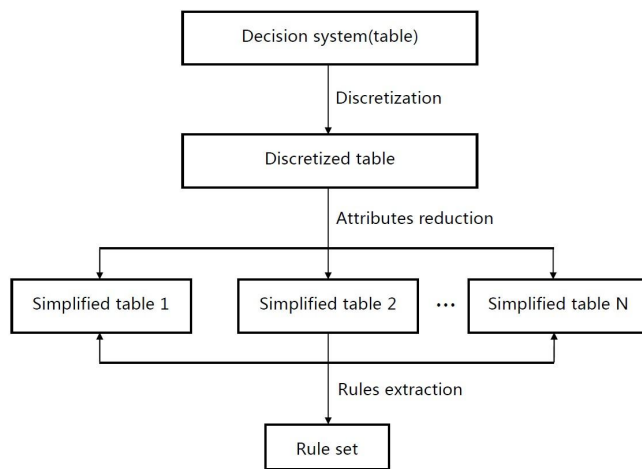 Decision system(table)
Discretization
Discretized table
Attributes reduction
Simplified table 1
Simplified table 2
...
Simplified table N
Rules extraction
Rule set